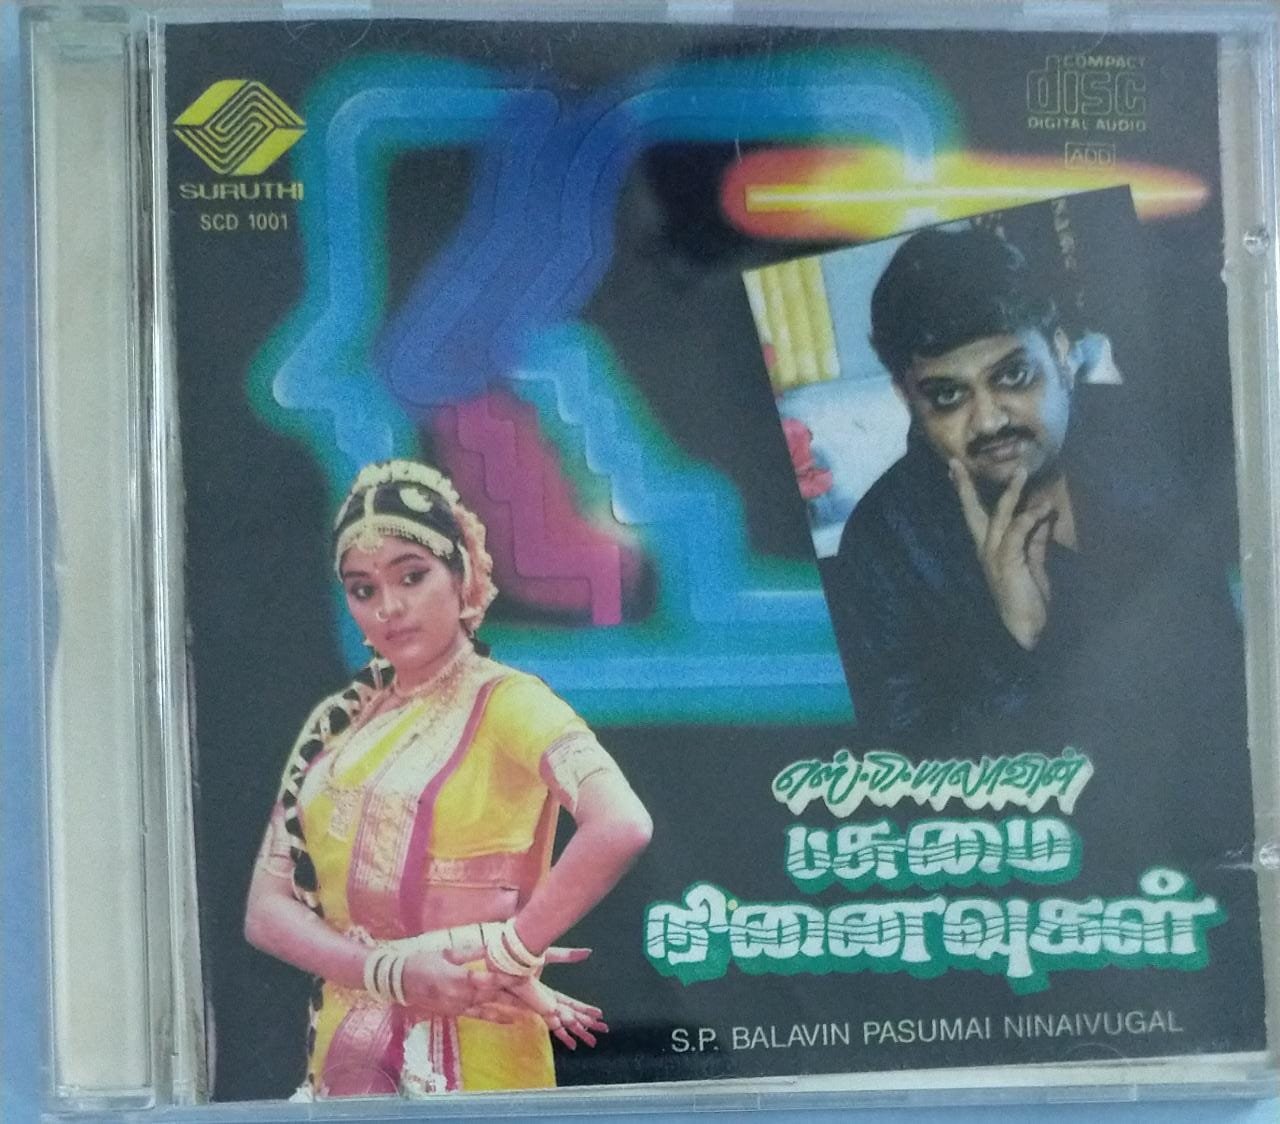 SURUTHI
SCD 1001
COMPACT
disc
DIGITAL AUDIO
ADD
எஸ்.பி.பாலாவின்
பசுமை
நினைவுகள்
S.P. BALAVIN PASUMAI NINAIVUGAL